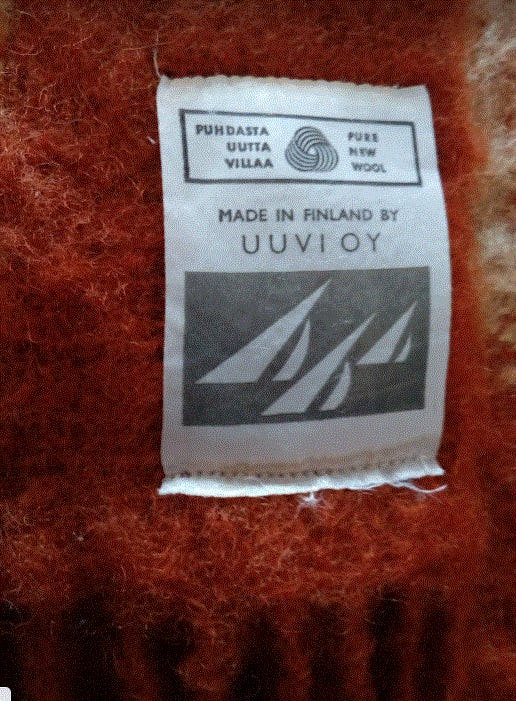 PUHDASTA
UUTTA
VILLAA
PURE
NEW
WOOL
MADE IN FINLAND BY
UUVI OY